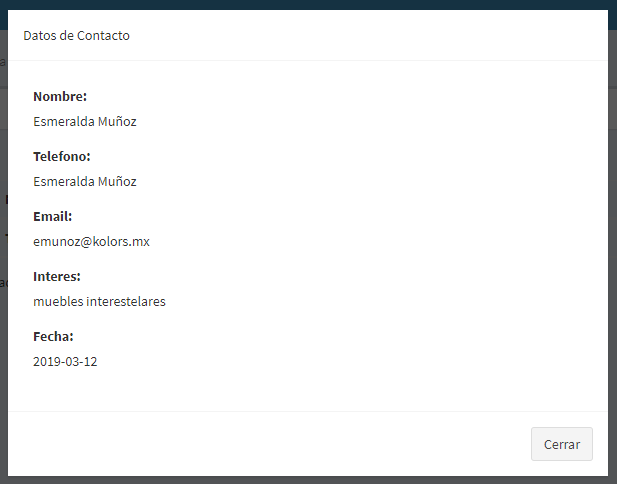 Datos de Contacto
Nombre:
Esmeralda Muñoz
Telefono:
Esmeralda Muñoz
Email:
emunoz@kolors.mx
Interes:
muebles interestelares
Fecha:
2019-03-12
Cerrar